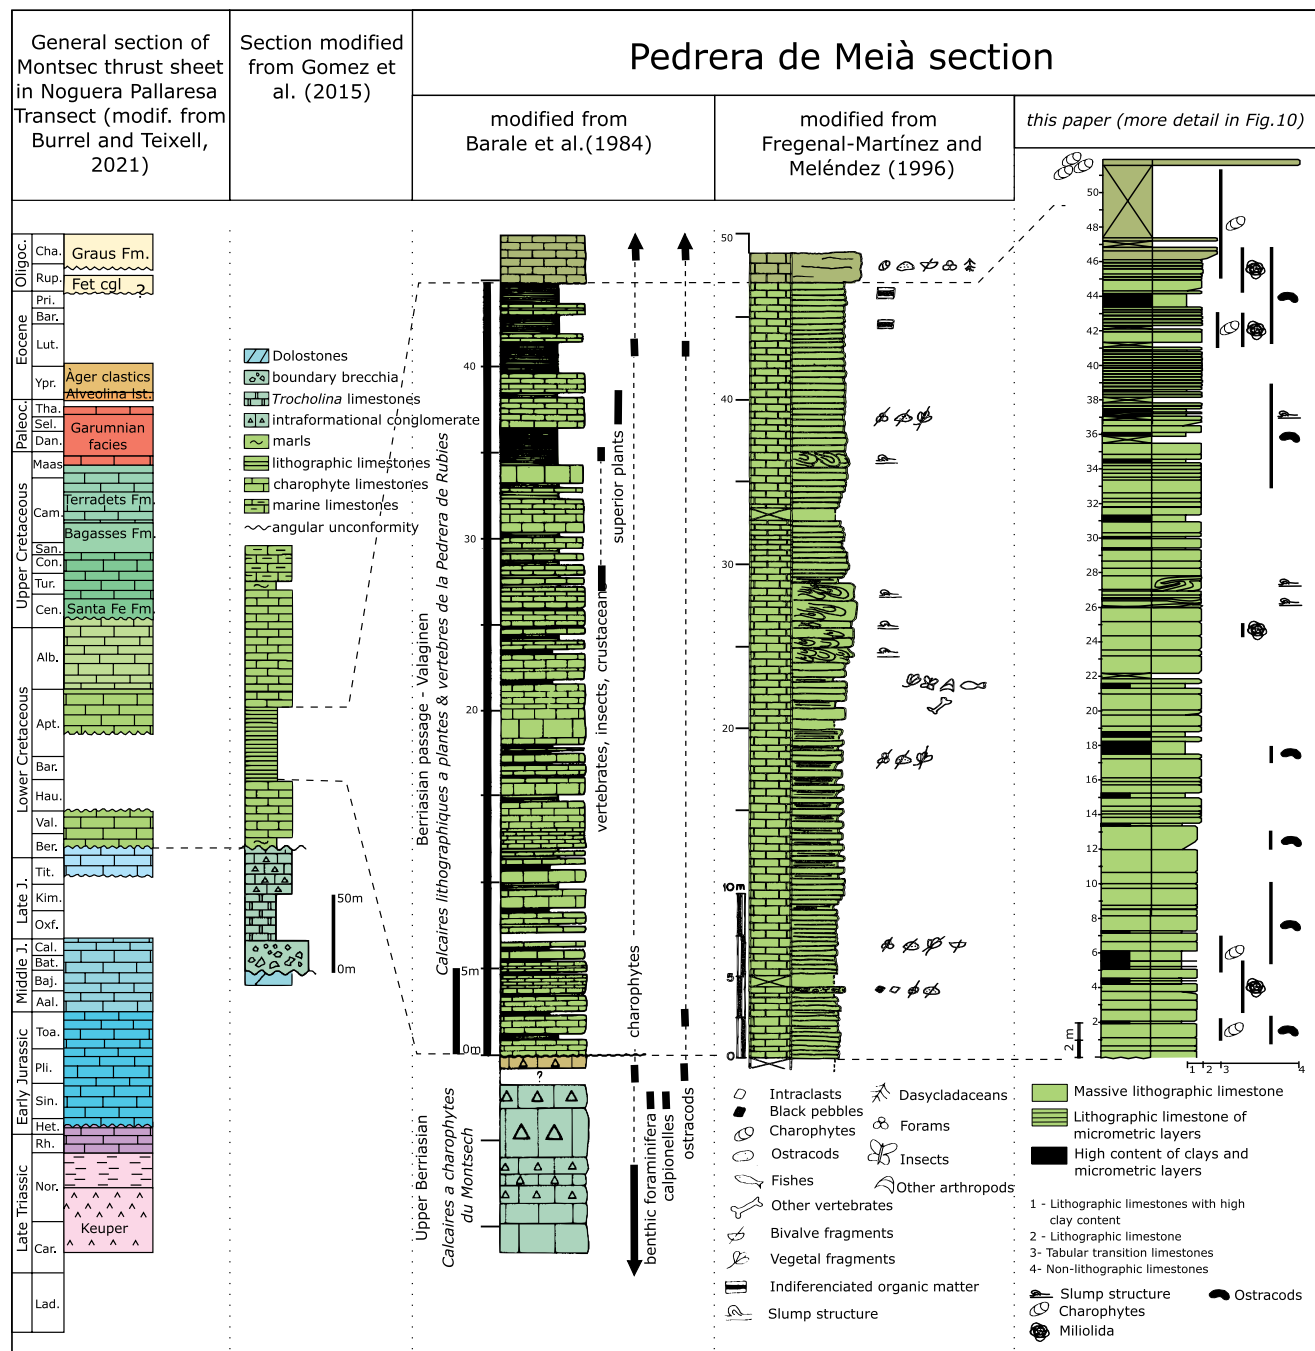 General section of
Montsec thrust sheet
in Noguera Pallaresa
Transect (modif. from
Burrel and Teixell,
2021)
Section modified
from Gomez et
al. (2015)
Pedrera de Meià section
modified from
Barale et al.(1984)
modified from
Fregenal-Martínez and
Meléndez (1996)
this paper (more detail in Fig.10)
Oligoc.
Eocene
Paleoc.
Upper Cretaceous
Lower Cretaceous
Late J.
Middle J.
Early Jurassic
Late Triassic
Cha.
Rup.
Pri.
Bar.
Lut.
Ypr.
Tha.
Sel.
Dan.
Maas
Cam.
San.
Con.
Tur.
Cen.
Alb.
Apt.
Bar.
Hau.
Val.
Ber.
Tit.
Kim.
Oxf.
Cal.
Bat.
Baj.
Aal.
Toa.
Pli.
Sin.
Het.
Rh.
Nor.
Car.
Lad.
Graus Fm.
Fet cgl
?
Àger clastics
Alveolina lst.
Garumnian
facies
Terradets Fm.
Bagasses Fm.
Santa Fe Fm.
Keuper
Dolostones
boundary brecchia
Trocholina limestones
intraformational conglomerate
marls
lithographic limestones
charophyte limestones
marine limestones
angular unconformity
50m
0m
Berriasian passage - Valaginen
Calcaires lithographiques a plantes & vertebres de la Pedrera de Rubies
Upper Berriasian
Calcaires a charophytes
du Montsech
40
30
20
5m
0m
?
superior plants
vertebrates, insects, crustaceans
charophytes
ostracods
benthic foraminifera
calpionelles
50
40
30
20
10m
5
0
Intraclasts
Black pebbles
Charophytes
Ostracods
Fishes
Other vertebrates
Bivalve fragments
Vegetal fragments
Indiferenciated organic matter
Slump structure
Dasycladaceans
Forams
Insects
Other arthropods
50
48
46
44
42
40
38
36
34
32
30
28
26
24
22
20
18
16
14
12
10
8
6
4
2
2 m
1 2 3 4
Massive lithographic limestone
Lithographic limestone of
micrometric layers
High content of clays and
micrometric layers
1 - Lithographic limestones with high
clay content
2 - Lithographic limestone
3- Tabular transition limestones
4- Non-lithographic limestones
Slump structure
Ostracods
Charophytes
Miliolida